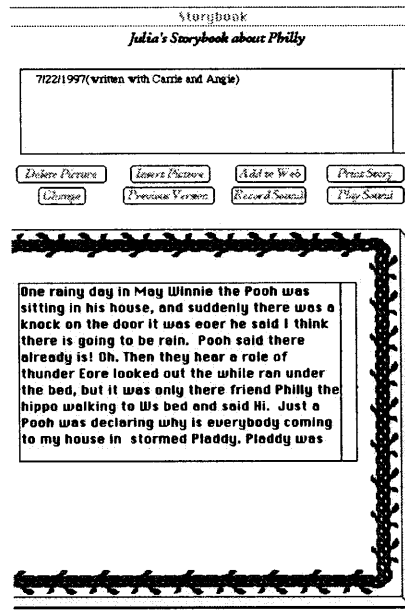 Storybook
Julia's Storybook about Philly
7/22/1997(written with Carrie and Angie)
Delete Picture Insert Picture Add to Web Print Story
Change Previous Version Record Sound Play Sound
One rainy day in May Winnie the Pooh was
sitting in his house, and suddenly there was a
knock on the door it was eoer he said I think
there is going to be rain. Pooh said there
already is! Oh. Then they hear a role of
thunder Eore looked out the while ran under
the bed, but it was only there friend Philly the
hippo walking to Ws bed and said Hi. Just a
Pooh was declaring why is everybody coming
to my house in stormed Pladdy. Pladdy was